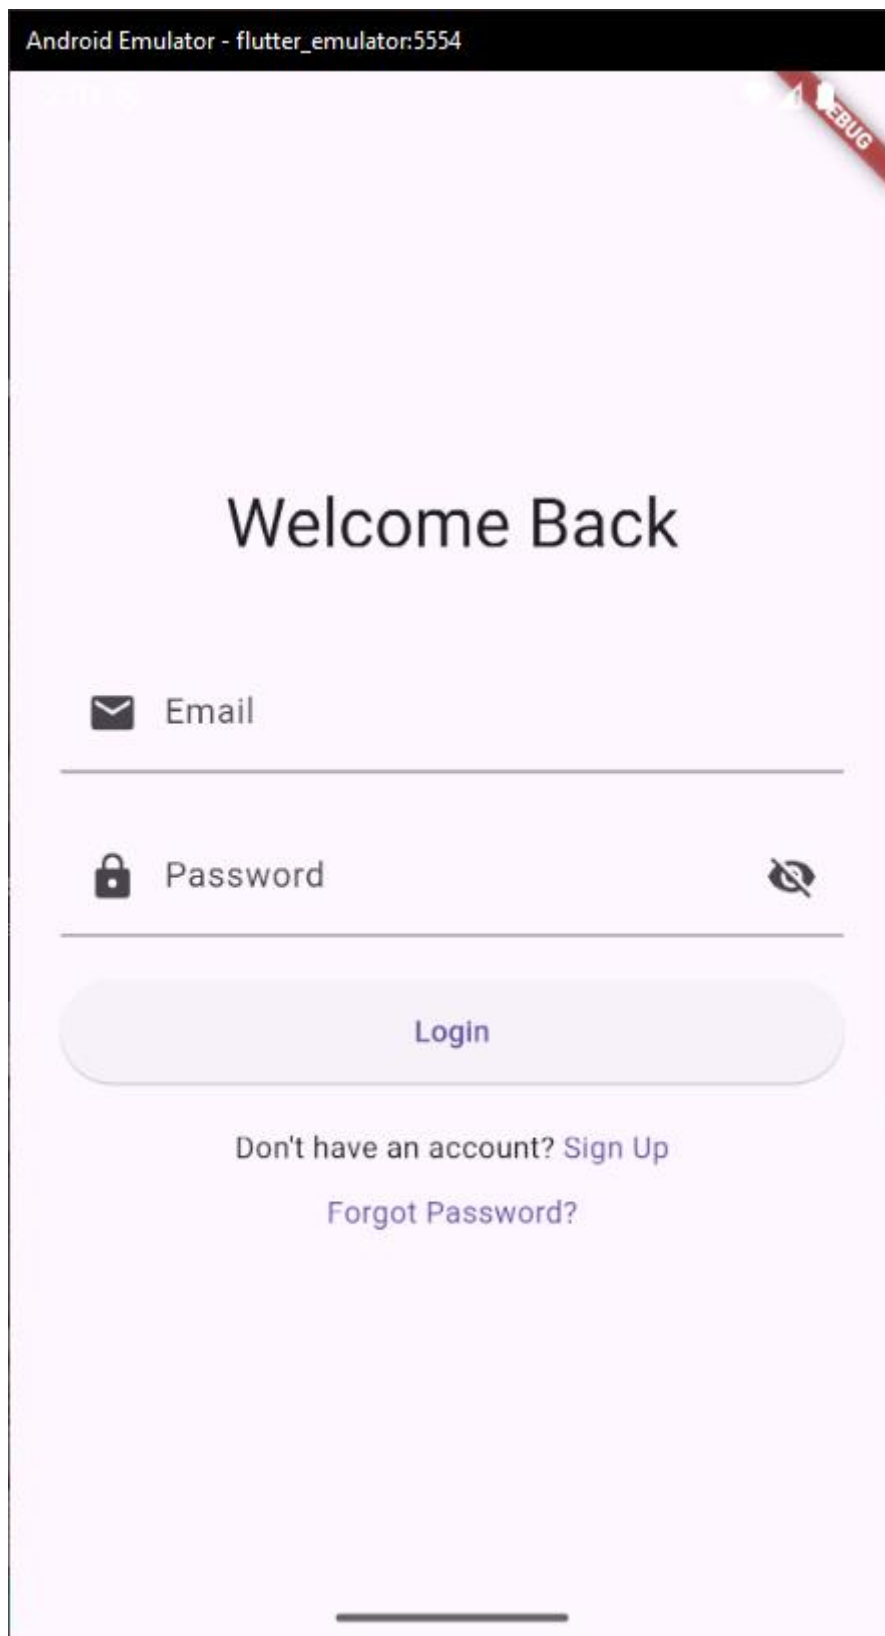 Android Emulator - flutter_emulator:5554
Welcome Back
Email
Password
Login
Don't have an account? Sign Up
Forgot Password?